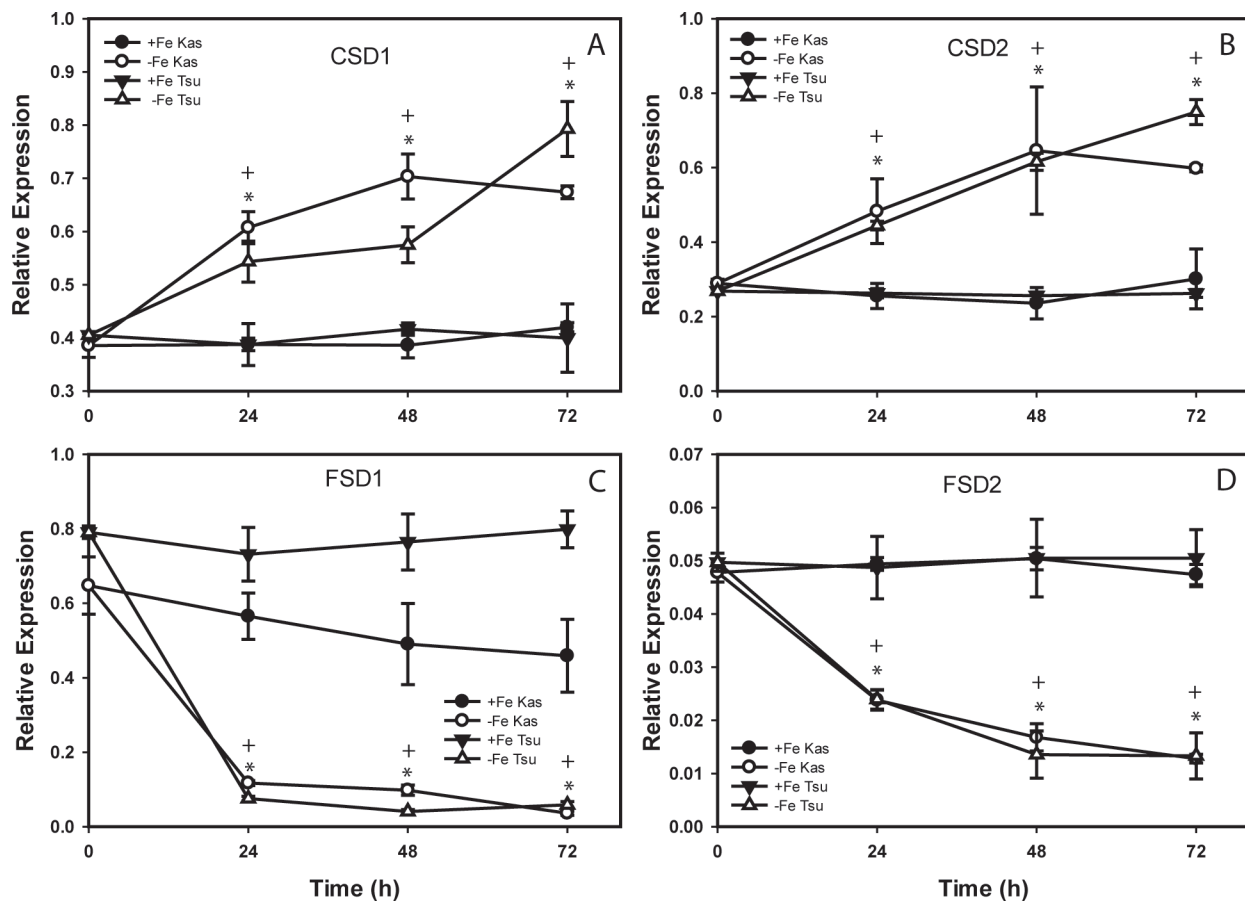 A
CSD1
+Fe Kas
-Fe Kas
+Fe Tsu
-Fe Tsu
Relative Expression
1.0
0.9
0.8
0.7
0.6
0.5
0.4
0.3
0 24 48 72
+ + +
* * *
B
CSD2
+Fe Kas
-Fe Kas
+Fe Tsu
-Fe Tsu
Relative Expression
1.0
0.8
0.6
0.4
0.2
0.0
0 24 48 72
+ + +
* * *
C
FSD1
+Fe Kas
-Fe Kas
+Fe Tsu
-Fe Tsu
Relative Expression
1.0
0.8
0.6
0.4
0.2
0.0
0 24 48 72
+ + +
* * *
Time (h)
D
FSD2
+Fe Kas
-Fe Kas
+Fe Tsu
-Fe Tsu
Relative Expression
0.07
0.06
0.05
0.04
0.03
0.02
0.01
0.00
0 24 48 72
+ + +
* * *
Time (h)